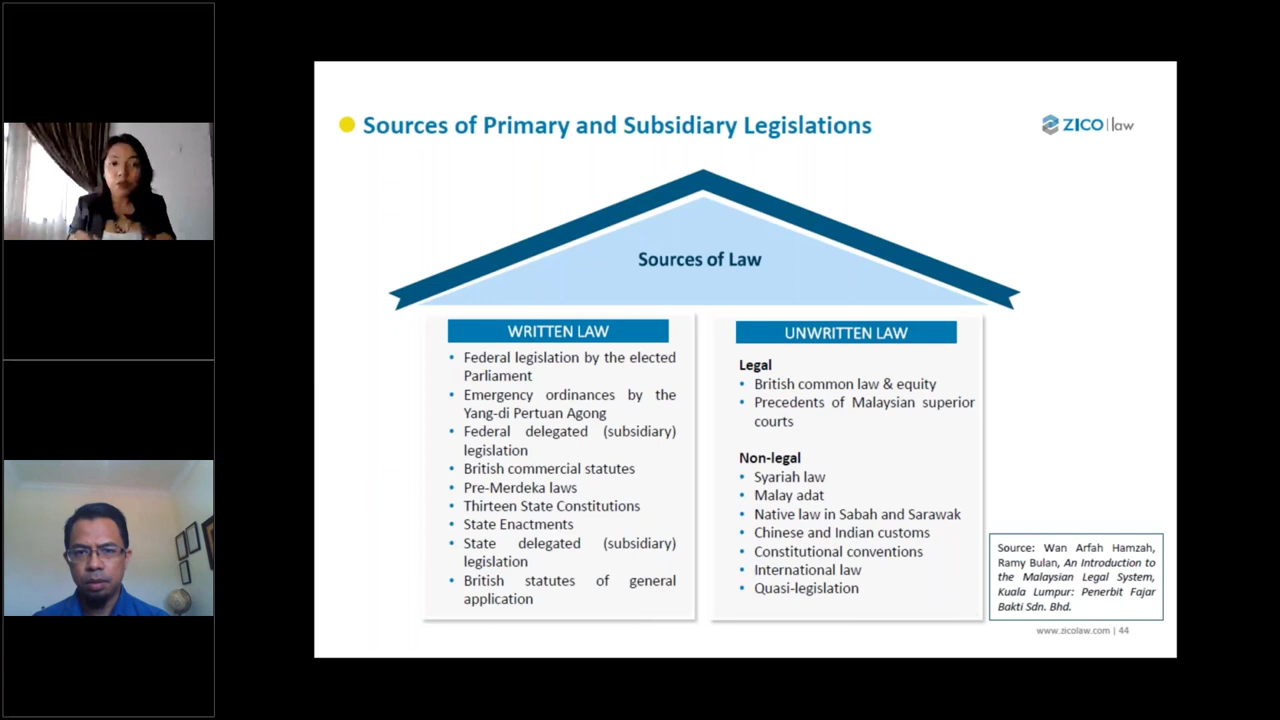 Sources of Primary and Subsidiary Legislations
ZICO law
Sources of Law
WRITTEN LAW
• Federal legislation by the elected
Parliament
• Emergency ordinances by the
Yang-di Pertuan Agong
• Federal delegated (subsidiary)
legislation
• British commercial statutes
• Pre-Merdeka laws
• Thirteen State Constitutions
• State Enactments
• State delegated (subsidiary)
legislation
• British statutes of general
application
UNWRITTEN LAW
Legal
• British common law & equity
• Precedents of Malaysian superior
courts
Non-legal
• Syariah law
• Malay adat
• Native law in Sabah and Sarawak
• Chinese and Indian customs
• Constitutional conventions
• International law
• Quasi-legislation
Source: Wan Arfah Hamzah,
Ramy Bulan, An Introduction to
the Malaysian Legal System,
Kuala Lumpur: Penerbit Fajar
Bakti Sdn. Bhd.
www.zicolaw.com | 44